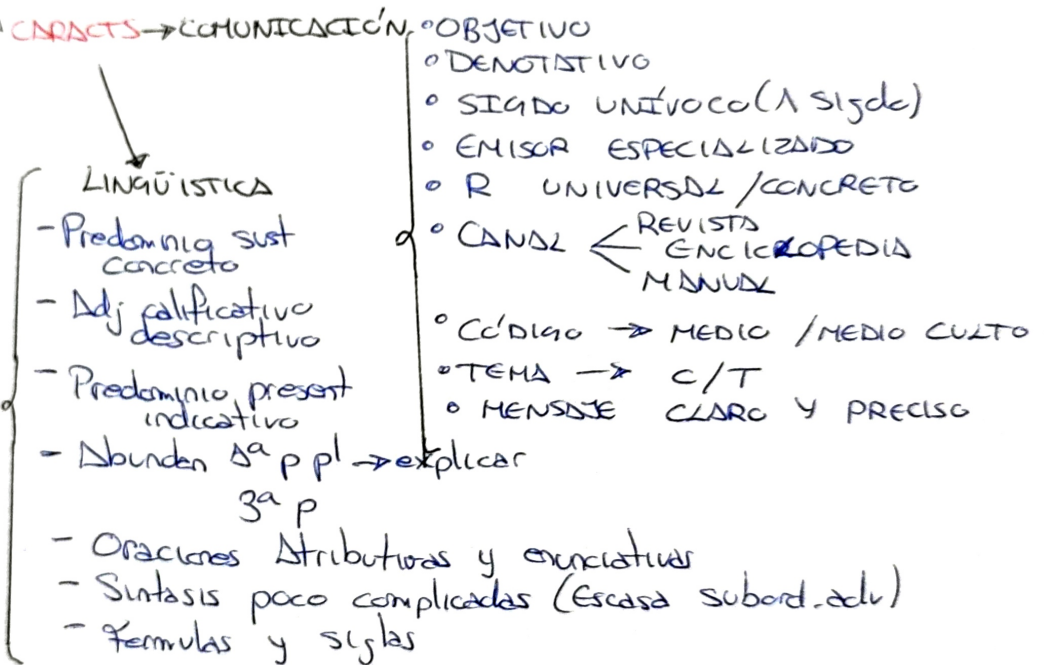 CARACTS → COMUNICACIÓN
° OBJETIVO
° DENOTATIVO
° SIGDO UNÍVOCO (1 sigdo)
° EMISOR ESPECIALIZADO
° R UNIVERSAL / CONCRETO
° CANAL
REVISTA
ENCICLOPEDIA
MANUAL
° CÓDIGO → MEDIO / MEDIO CULTO
° TEMA → C/T
° MENSAJE CLARO Y PRECISO
LINGÜISTICA
- Predominia sust
concreto
- Adj calificativo
descriptivo
- Predominio present
indicativo
- Abunden 1ª p pl → explicar
3ª p
- Oraciones Atributivas y enunciativas
- Sintasis poco complicadas (Escasa subord. adv)
- Formulas y siglas